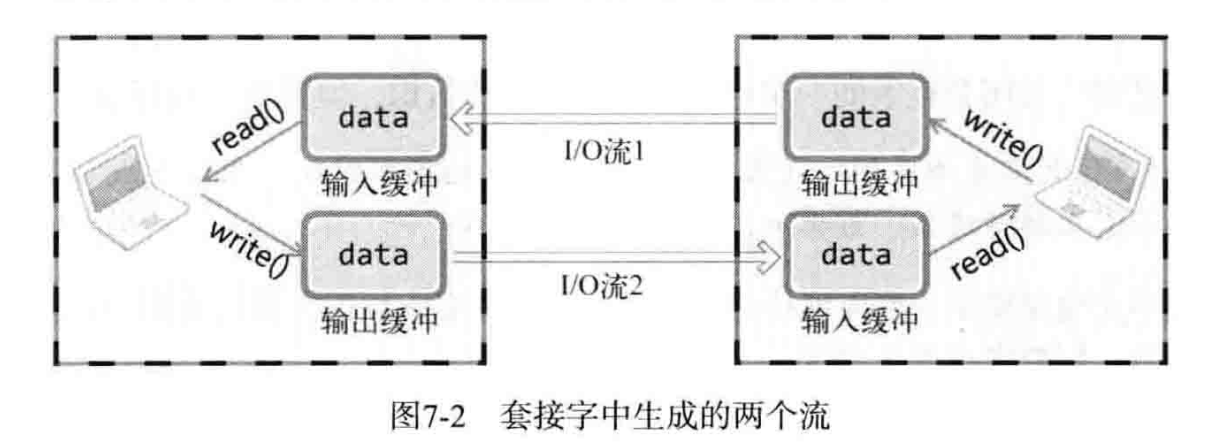 read()
data
输入缓冲
write()
data
输出缓冲
I/O流1
I/O流2
data
输出缓冲
write()
data
输入缓冲
read()
图7-2 套接字中生成的两个流